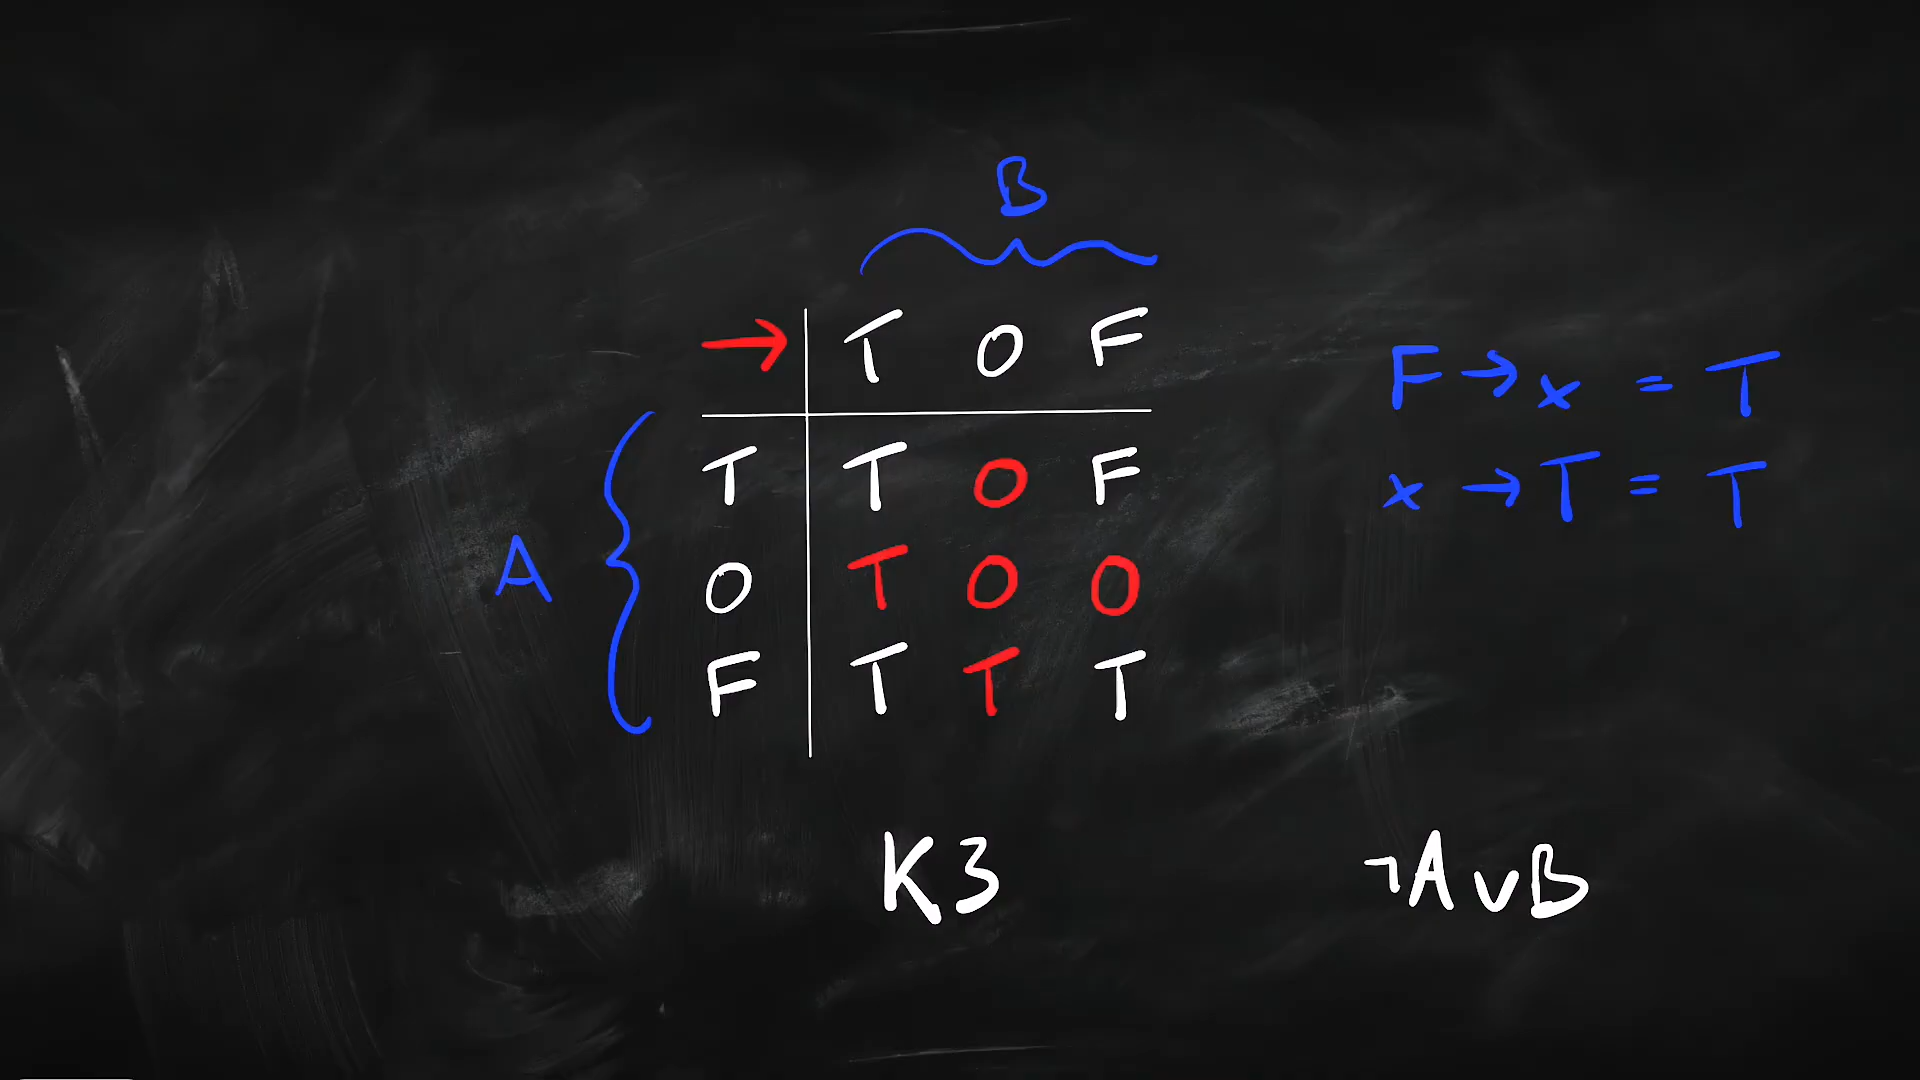 B
→ T O F
T T O F
A O T O O
F T T T
F → x = T
x → T = T
K3
¬A∨B